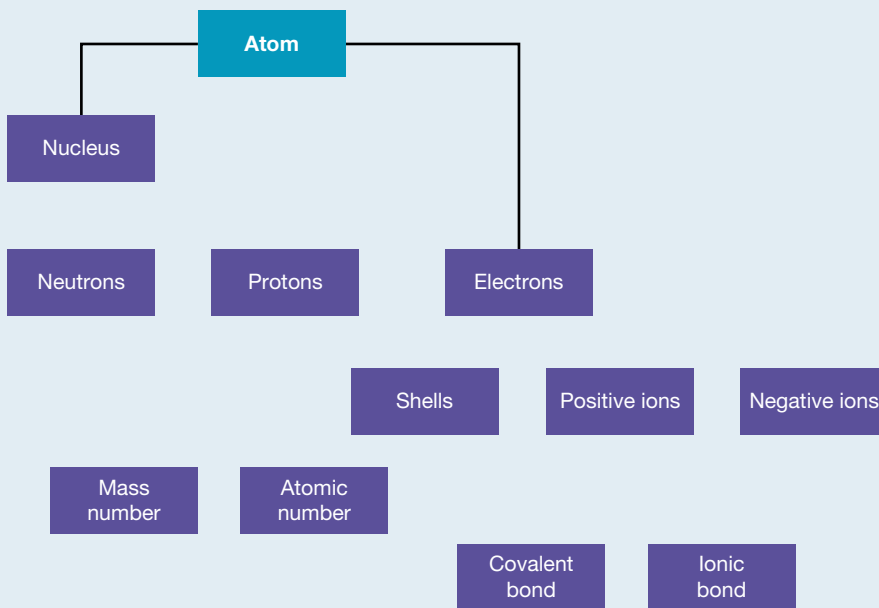 Atom
Nucleus
Neutrons
Protons
Electrons
Shells
Positive ions
Negative ions
Mass
number
Atomic
number
Covalent
bond
Ionic
bond